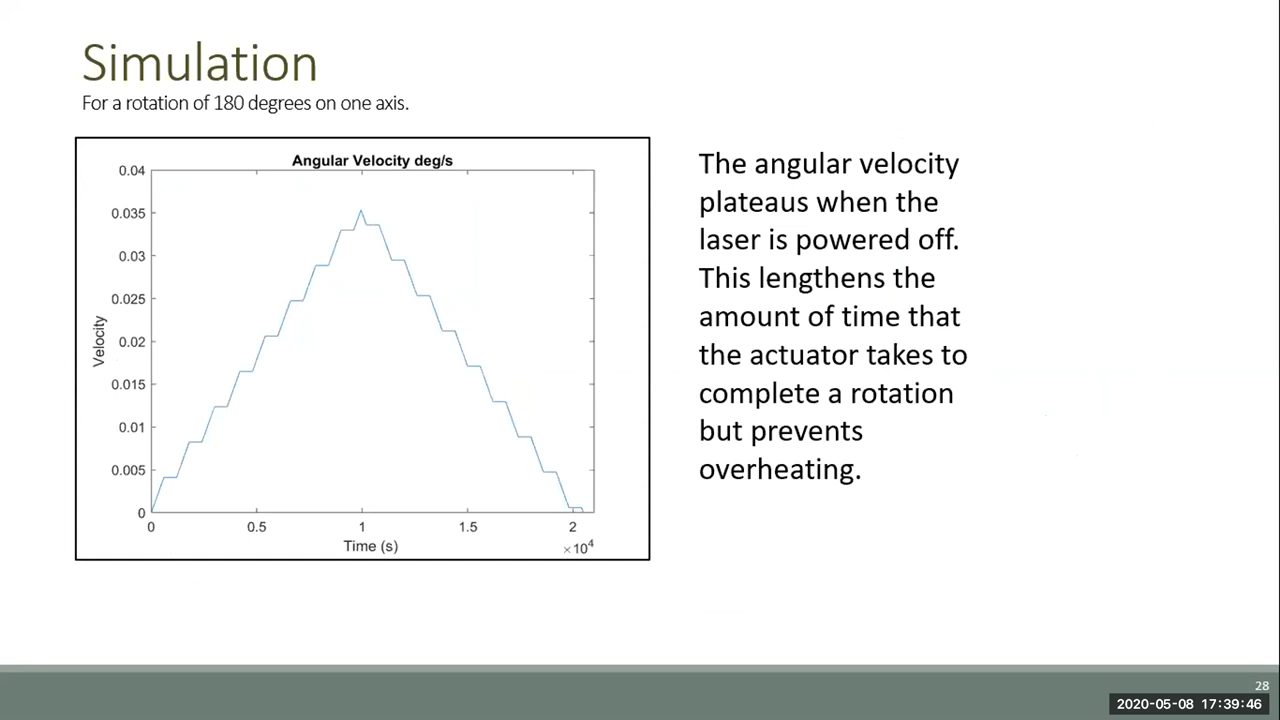 Simulation
For a rotation of 180 degrees on one axis.
Angular Velocity deg/s
0.04
0.035
0.03
0.025
0.02
0.015
0.01
0.005
0
Velocity
0 0.5 1 1.5 2
Time (s)
×10⁴
The angular velocity
plateaus when the
laser is powered off.
This lengthens the
amount of time that
the actuator takes to
complete a rotation
but prevents
overheating.
28
2020-05-08 17:39:46